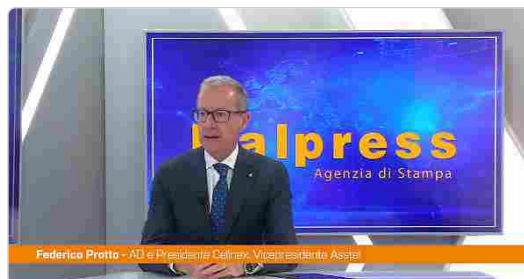 alpress
Agenzia di Stampa
Federico Protto - AD e Presidente Cellnex, Vicepresidente Asstel